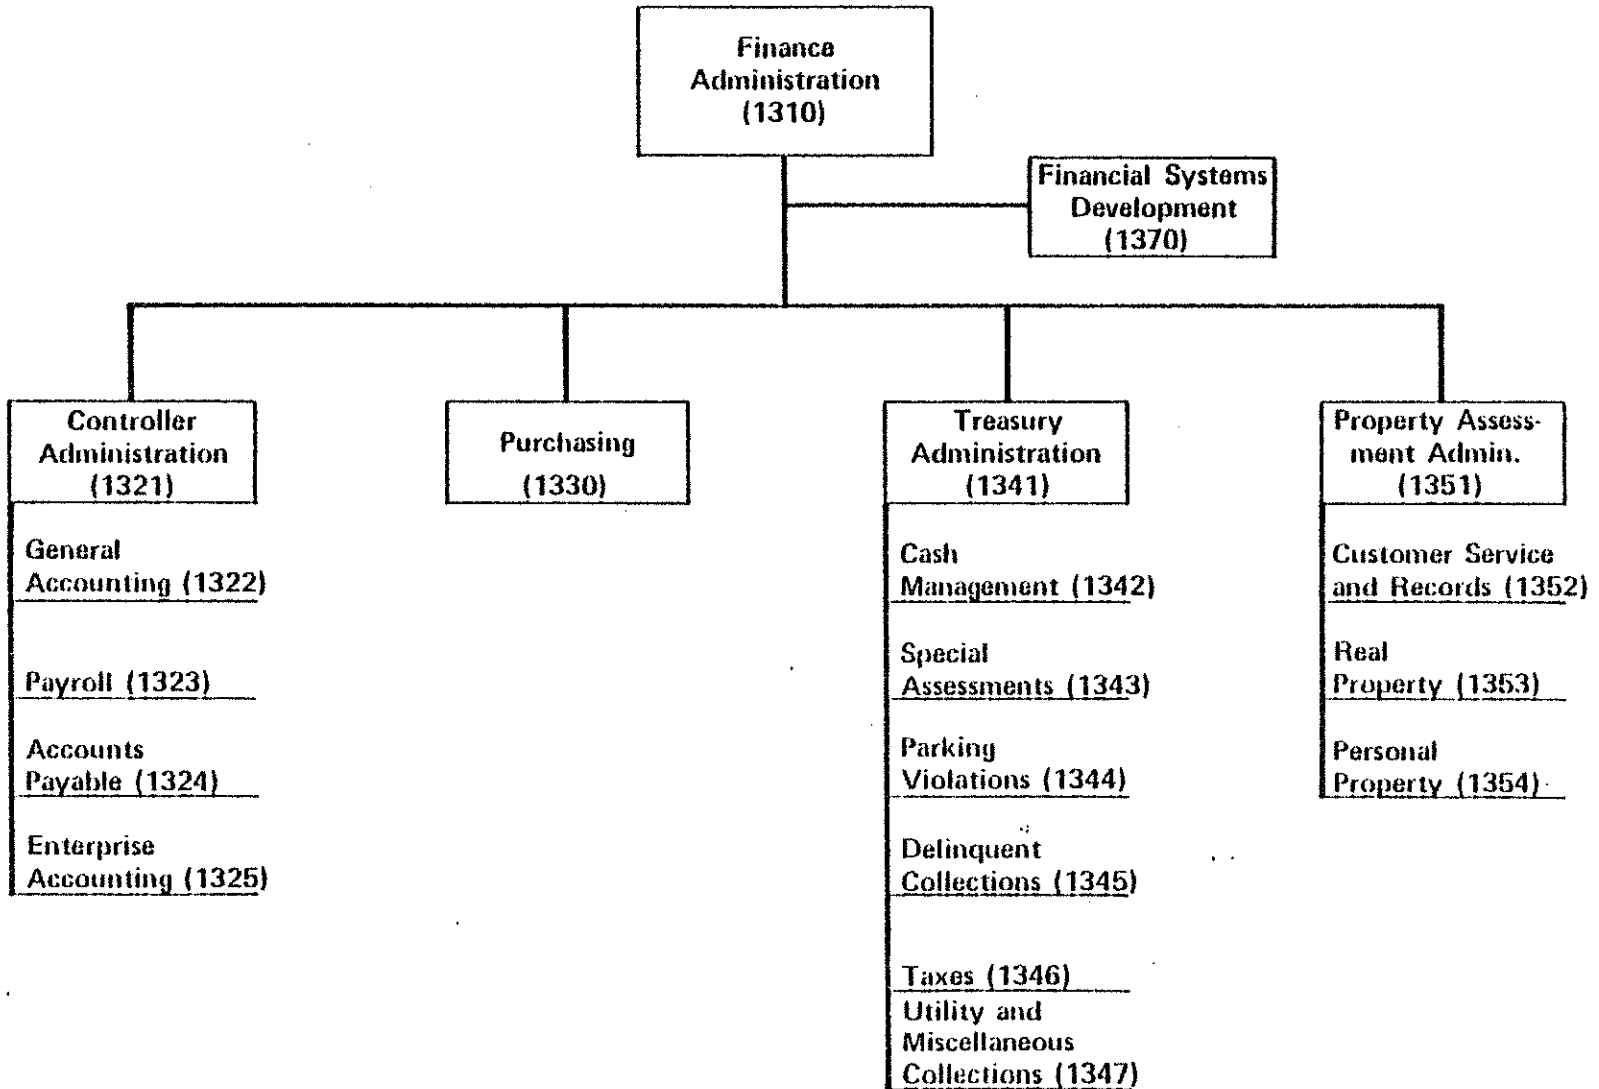 Finance
Administration
(1310)
Financial Systems
Development
(1370)
Controller
Administration
(1321)
General
Accounting (1322)
Payroll (1323)
Accounts
Payable (1324)
Enterprise
Accounting (1325)
Purchasing
(1330)
Treasury
Administration
(1341)
Cash
Management (1342)
Special
Assessments (1343)
Parking
Violations (1344)
Delinquent
Collections (1345)
Taxes (1346)
Utility and
Miscellaneous
Collections (1347)
Property Assess-
ment Admin.
(1351)
Customer Service
and Records (1352)
Real
Property (1353)
Personal
Property (1354)